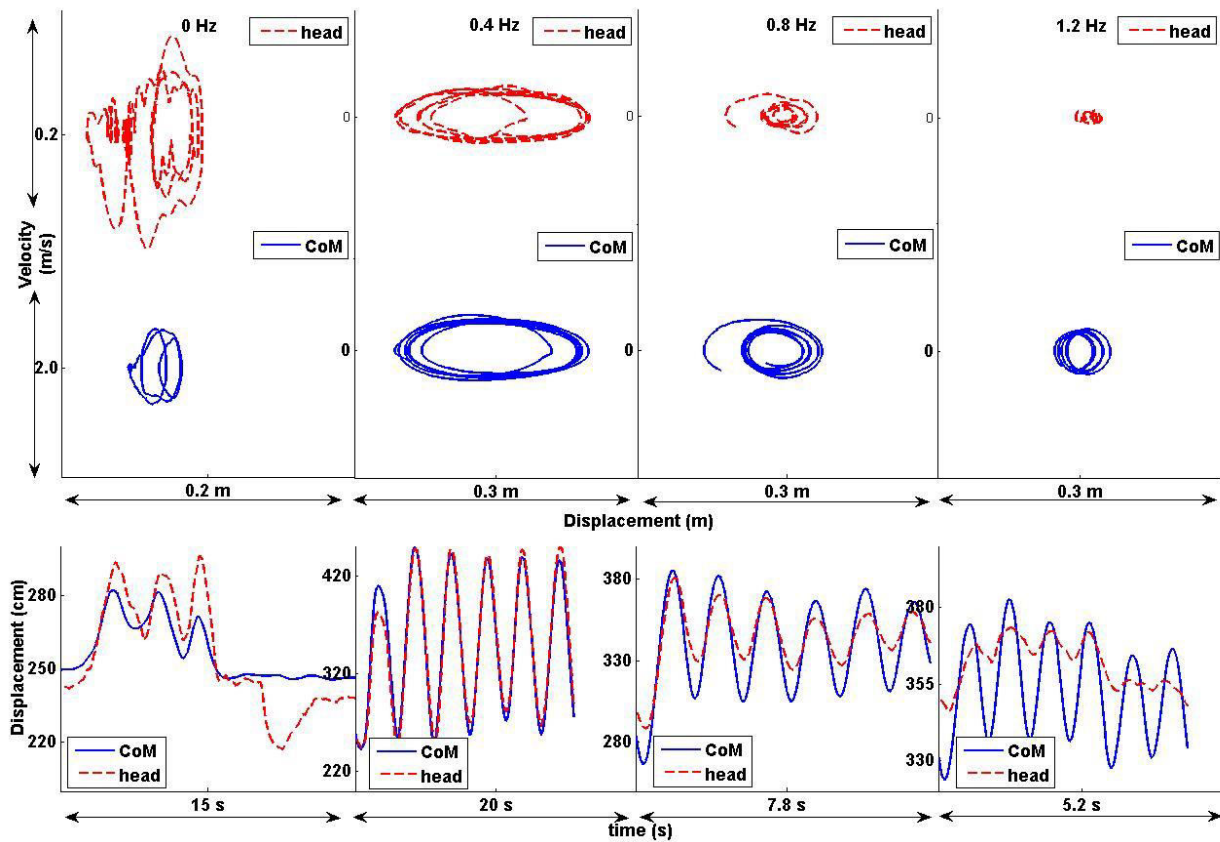 0 Hz
head
0.4 Hz
head
0.8 Hz
head
1.2 Hz
head
0.2
0
0
0
Velocity
(m/s)
CoM
CoM
CoM
CoM
2.0
0
0
0
0.2 m
0.3 m
0.3 m
0.3 m
Displacement (m)
Displacement (cm)
280
250
220
CoM
head
420
320
220
CoM
head
380
330
280
CoM
head
380
355
330
CoM
head
15 s
20 s
7.8 s
5.2 s
time (s)